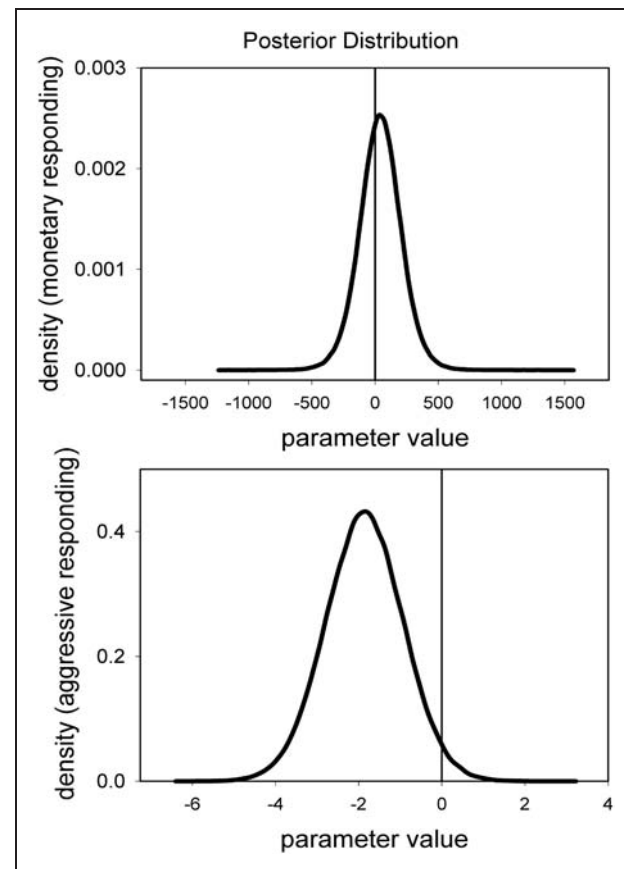 Posterior Distribution
density (monetary responding)
0.003
0.002
0.001
0.000
-1500 -1000 -500 0 500 1000 1500
parameter value
density (aggressive responding)
0.4
0.2
0.0
-6 -4 -2 0 2 4
parameter value